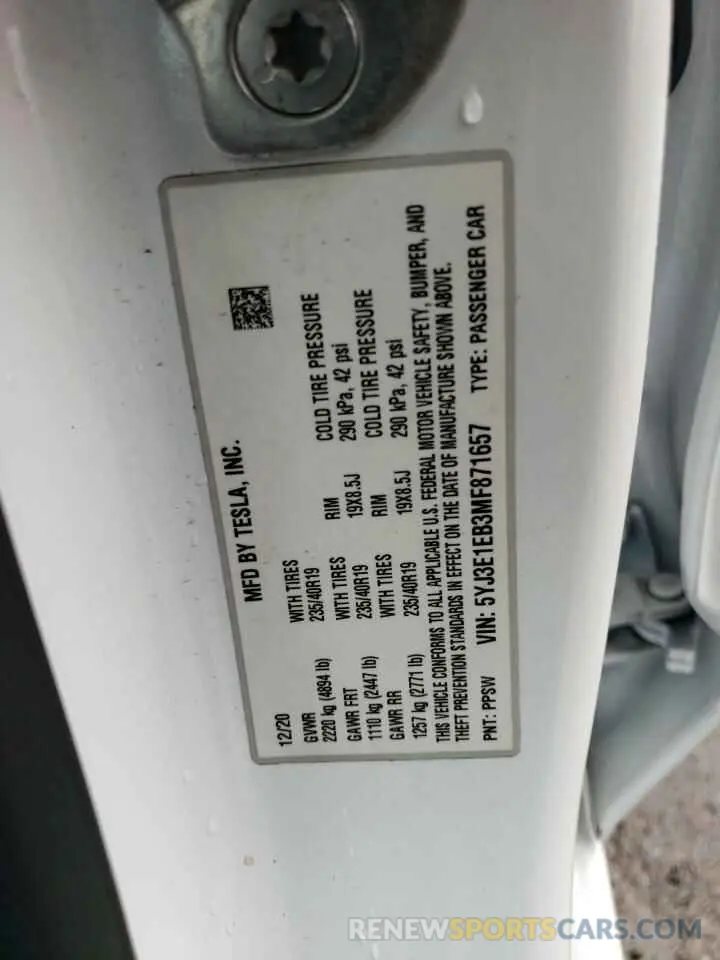 MFD BY TESLA, INC.
12/20
GVWR WITH TIRES RIM COLD TIRE PRESSURE
2220 kg (4894 lb) 235/40R19 19X8.5J 290 kPa, 42 psi
GAWR FRT WITH TIRES RIM COLD TIRE PRESSURE
1110 kg (2447 lb) 235/40R19 19X8.5J 290 kPa, 42 psi
GAWR RR WITH TIRES
1257 kg (2771 lb) 235/40R19
THIS VEHICLE CONFORMS TO ALL APPLICABLE U.S. FEDERAL MOTOR VEHICLE SAFETY, BUMPER, AND
THEFT PREVENTION STANDARDS IN EFFECT ON THE DATE OF MANUFACTURE SHOWN ABOVE.
PNT: PPSW VIN: 5YJ3E1EB3MF871657 TYPE: PASSENGER CAR
RENEWSPORTSCARS.COM